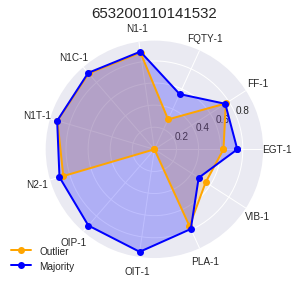 653200110141532
N1-1
FQTY-1
N1C-1
FF-1
0.8
0.6
N1T-1
0.4
0.2
EGT-1
N2-1
VIB-1
OIP-1
PLA-1
OIT-1
Outlier
Majority